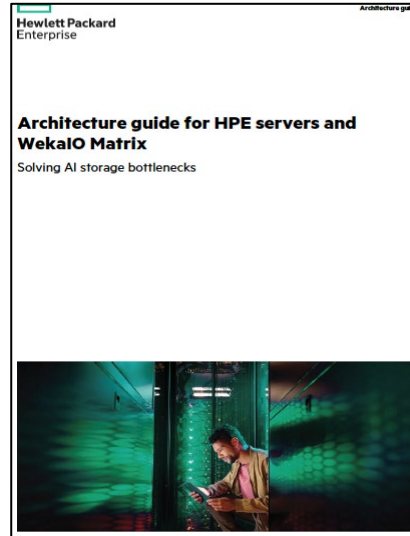 Architecture gui
Hewlett Packard
Enterprise
Architecture guide for HPE servers and
WekaIO Matrix
Solving AI storage bottlenecks